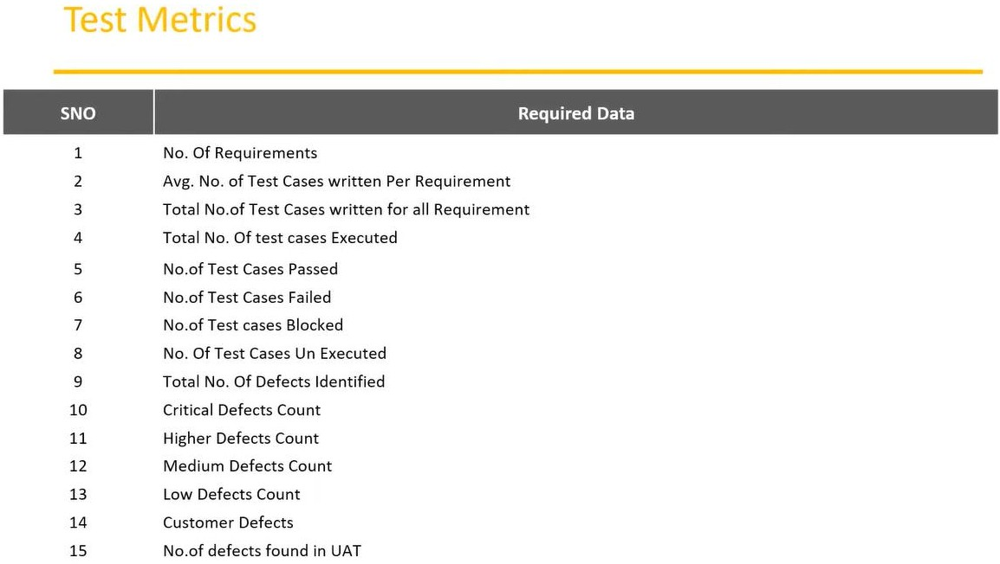 Test Metrics
SNO Required Data
1 No. Of Requirements
2 Avg. No. of Test Cases written Per Requirement
3 Total No.of Test Cases written for all Requirement
4 Total No. Of test cases Executed
5 No.of Test Cases Passed
6 No.of Test Cases Failed
7 No.of Test cases Blocked
8 No. Of Test Cases Un Executed
9 Total No. Of Defects Identified
10 Critical Defects Count
11 Higher Defects Count
12 Medium Defects Count
13 Low Defects Count
14 Customer Defects
15 No.of defects found in UAT